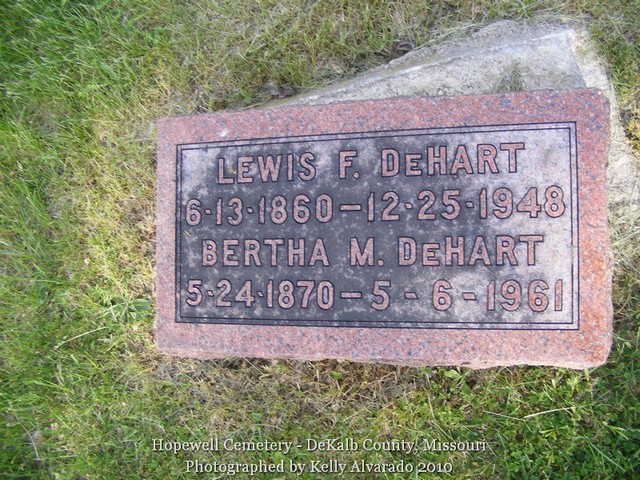 LEWIS F. DeHART
6-13-1860-12-25-1948
BERTHA M. DeHART
5-24-1870-5-6-1961
Hopewell Cemetery - DeKalb County, Missouri
Photographed by Kelly Alvarado 2010